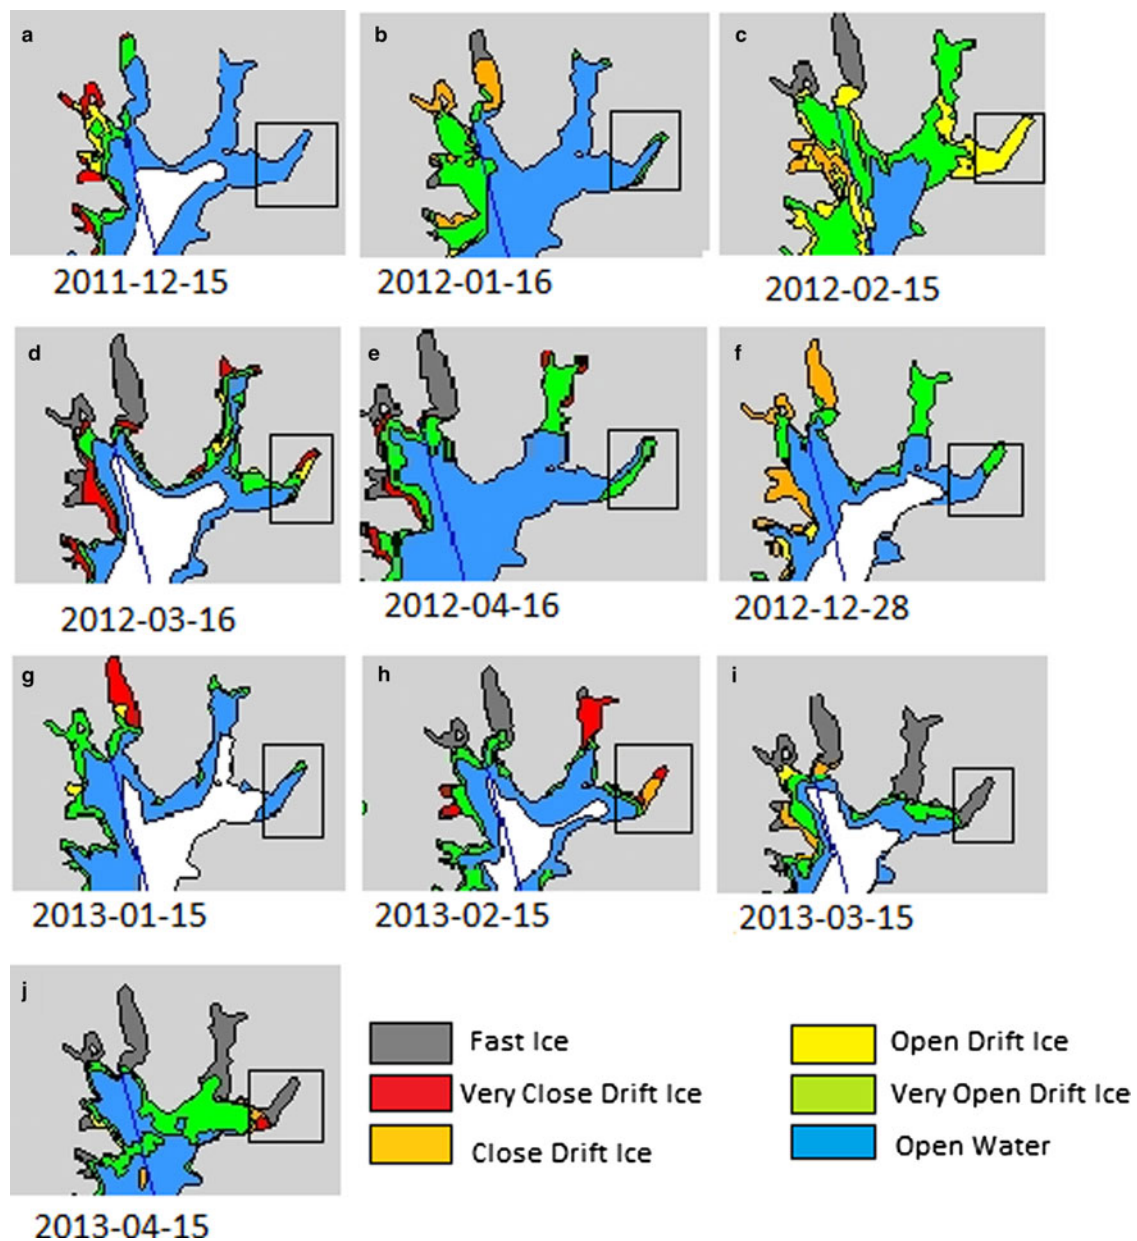 a
b
c
2011-12-15
2012-01-16
2012-02-15
d
e
f
2012-03-16
2012-04-16
2012-12-28
g
h
i
2013-01-15
2013-02-15
2013-03-15
j
Fast Ice
Open Drift Ice
Very Close Drift Ice
Very Open Drift Ice
Close Drift Ice
Open Water
2013-04-15